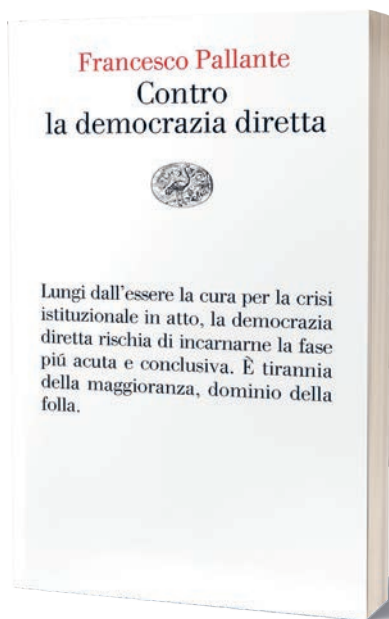 Francesco Pallante
Contro
la democrazia diretta
Lungi dall'essere la cura per la crisi
istituzionale in atto, la democrazia
diretta rischia di incarnarne la fase
piú acuta e conclusiva. È tirannia
della maggioranza, dominio della
folla.